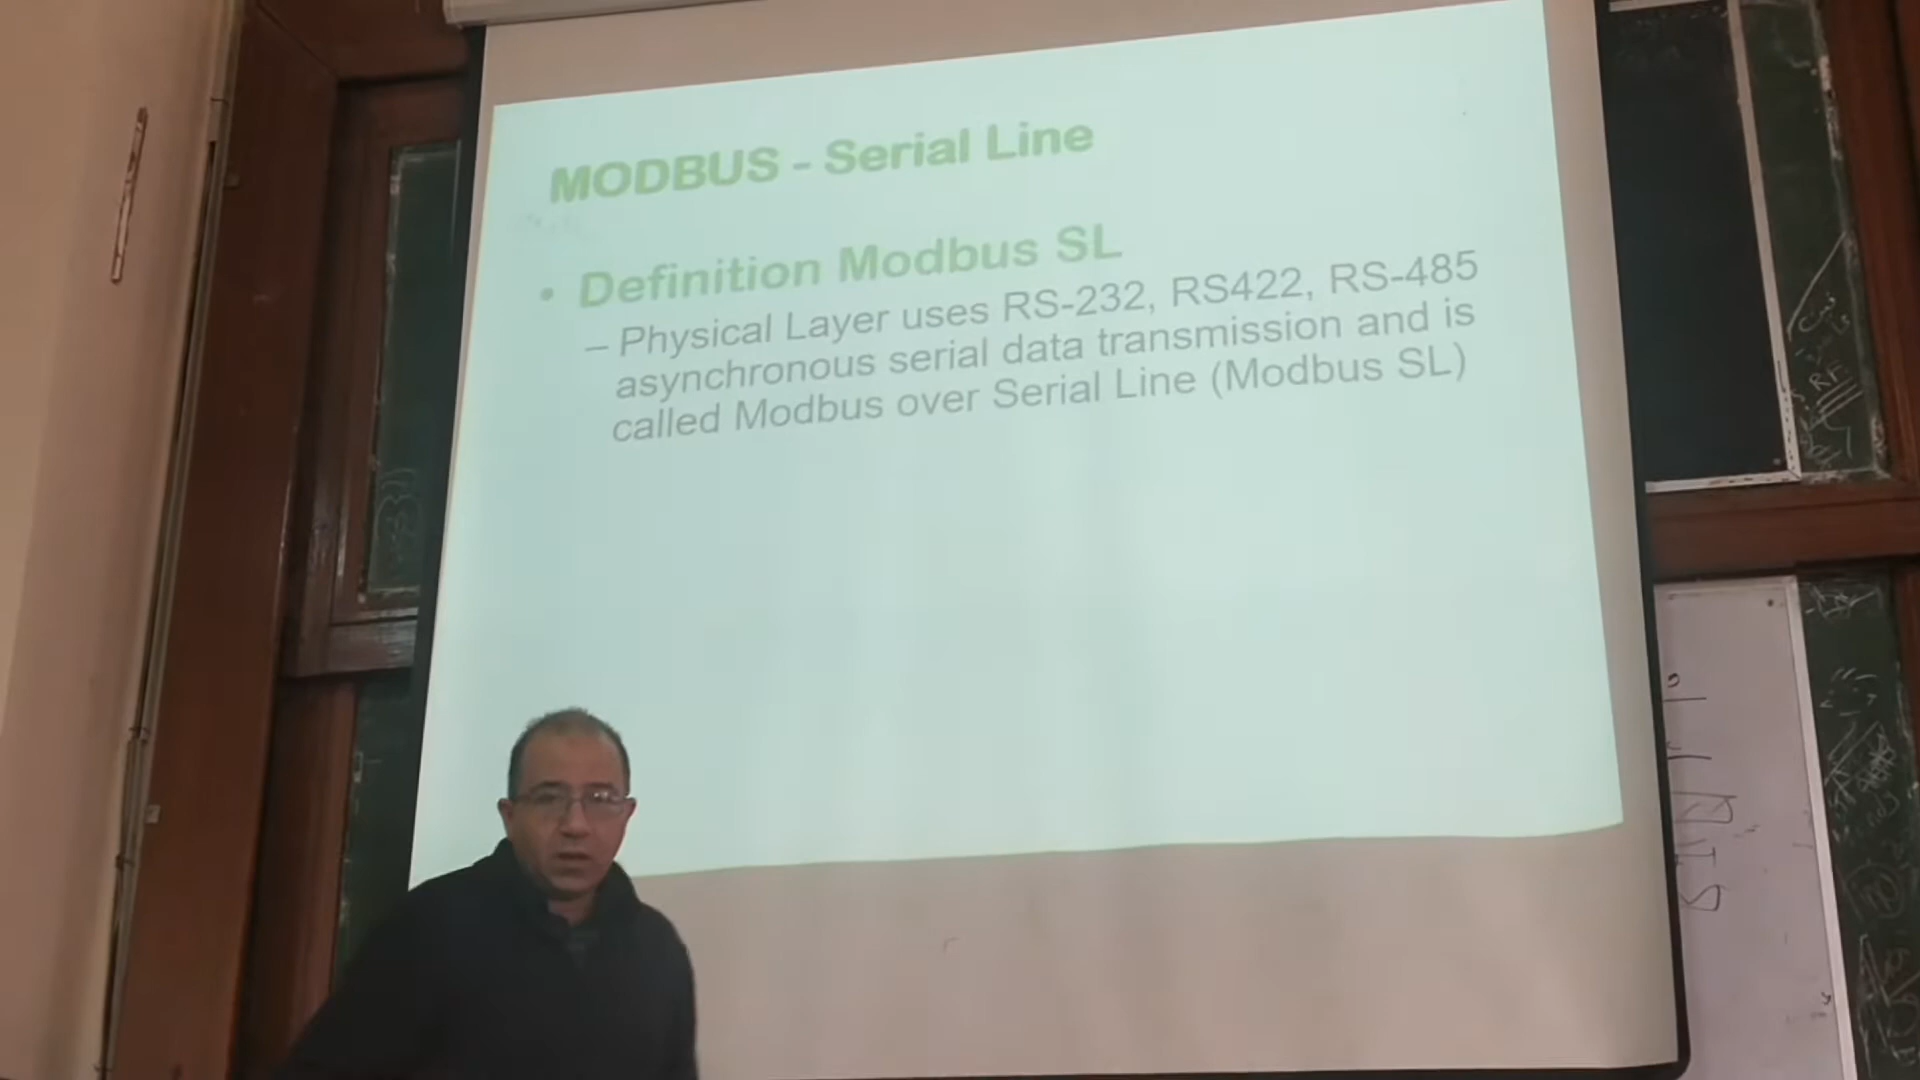 MODBUS - Serial Line
• Definition Modbus SL
– Physical Layer uses RS-232, RS422, RS-485
asynchronous serial data transmission and is
called Modbus over Serial Line (Modbus SL)
RF